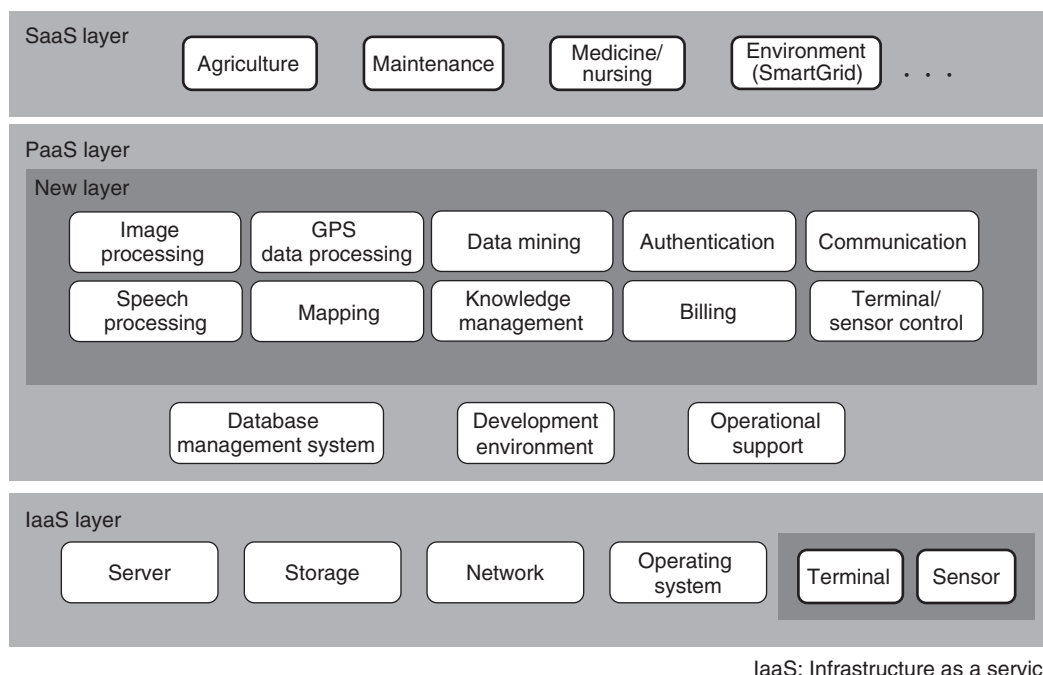 SaaS layer
Agriculture
Maintenance
Medicine/
nursing
Environment
(SmartGrid)
. . .
PaaS layer
New layer
Image
processing
GPS
data processing
Data mining
Authentication
Communication
Speech
processing
Mapping
Knowledge
management
Billing
Terminal/
sensor control
Database
management system
Development
environment
Operational
support
IaaS layer
Server
Storage
Network
Operating
system
Terminal
Sensor
IaaS: Infrastructure as a servic